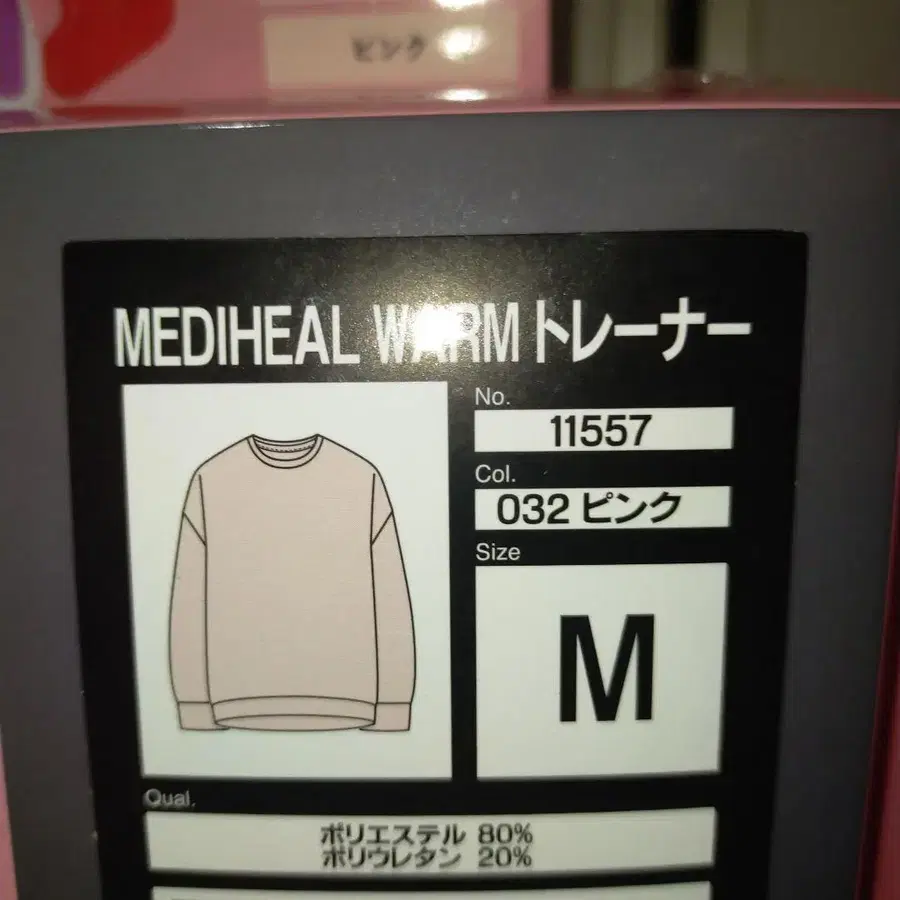 ピンク
MEDIHEAL WARM トレーナー
No.
11557
Col.
032 ピンク
Size
M
Qual.
ポリエステル 80%
ポリウレタン 20%